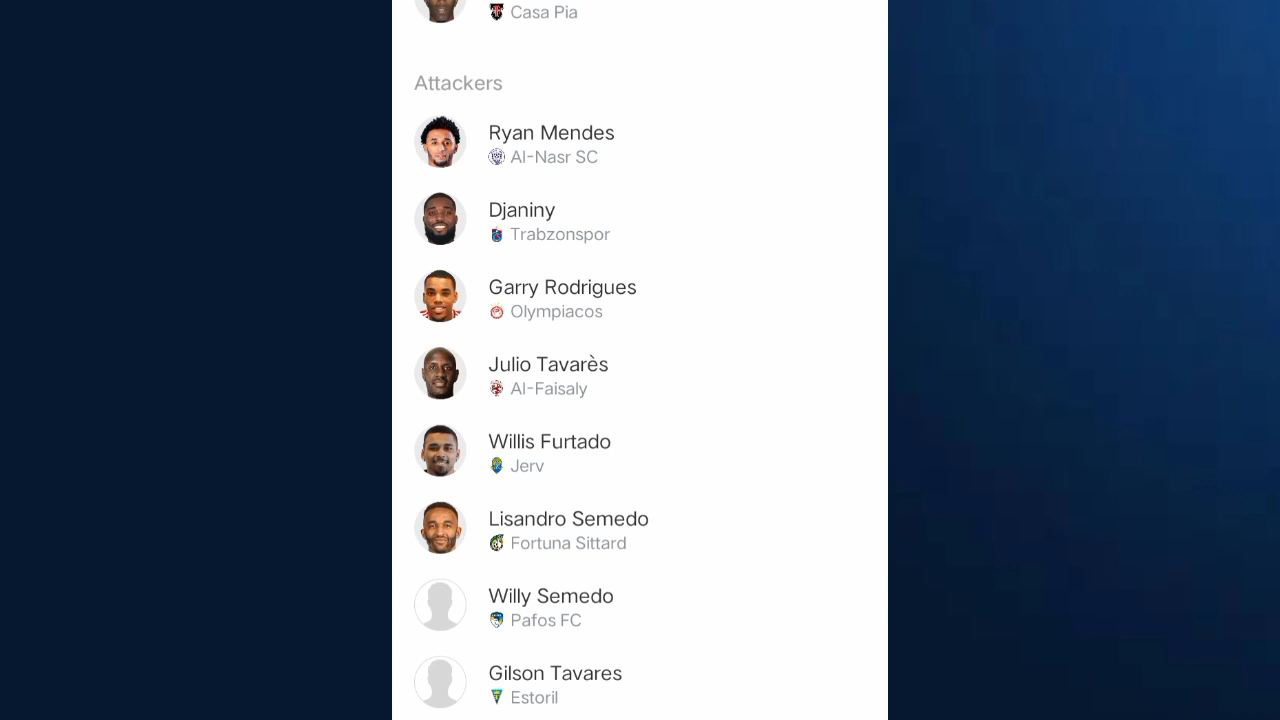 Casa Pia
Attackers
Ryan Mendes
Al-Nasr SC
Djaniny
Trabzonspor
Garry Rodrigues
Olympiacos
Julio Tavarès
Al-Faisaly
Willis Furtado
Jerv
Lisandro Semedo
Fortuna Sittard
Willy Semedo
Pafos FC
Gilson Tavares
Estoril